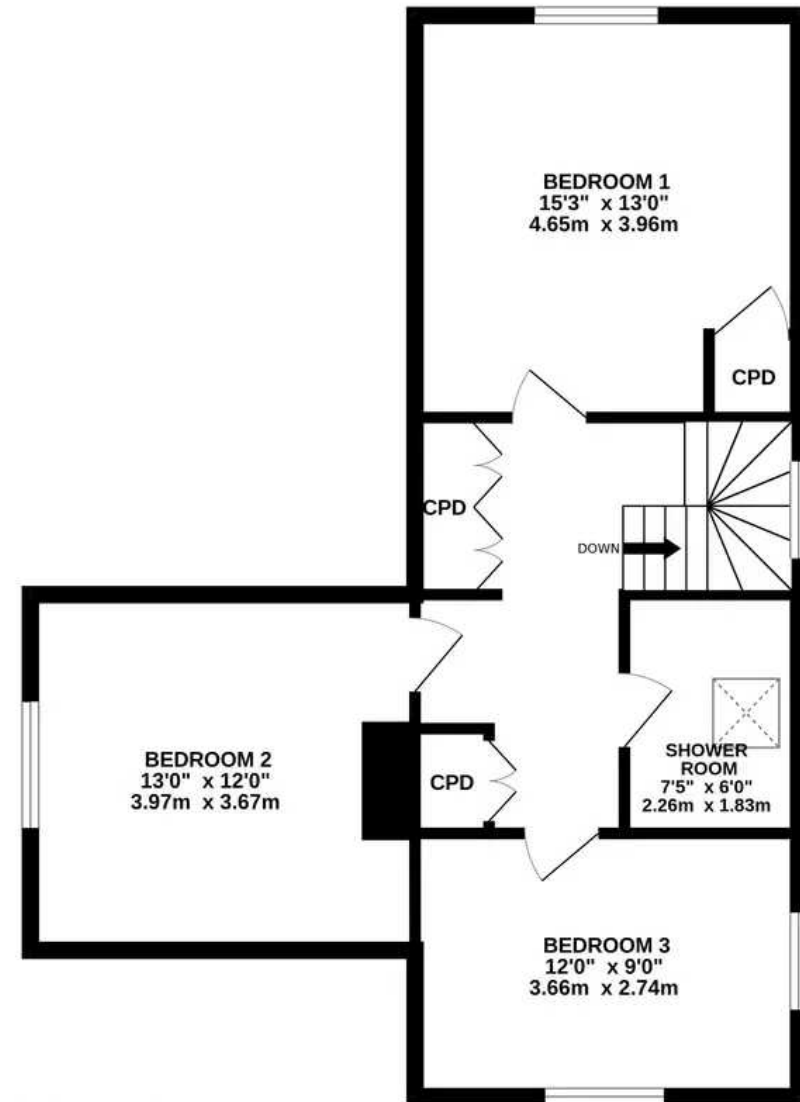 BEDROOM 1
15'3" x 13'0"
4.65m x 3.96m
CPD
CPD
DOWN
BEDROOM 2
13'0" x 12'0"
3.97m x 3.67m
CPD
SHOWER
ROOM
7'5" x 6'0"
2.26m x 1.83m
BEDROOM 3
12'0" x 9'0"
3.66m x 2.74m